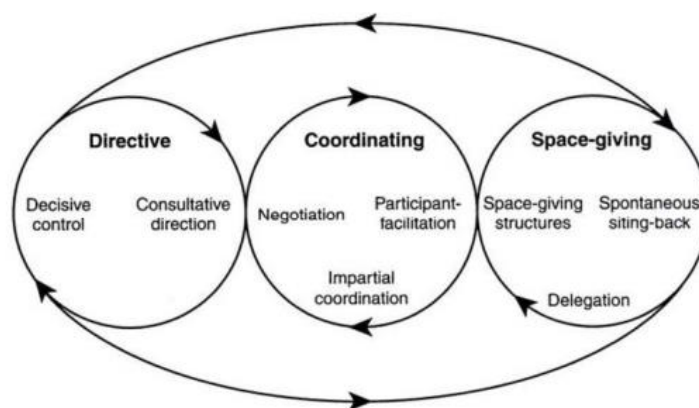 Directive
Coordinating
Space-giving
Decisive
control
Consultative
direction
Negotiation
Participant-
facilitation
Space-giving
structures
Spontaneous
siting-back
Impartial
coordination
Delegation